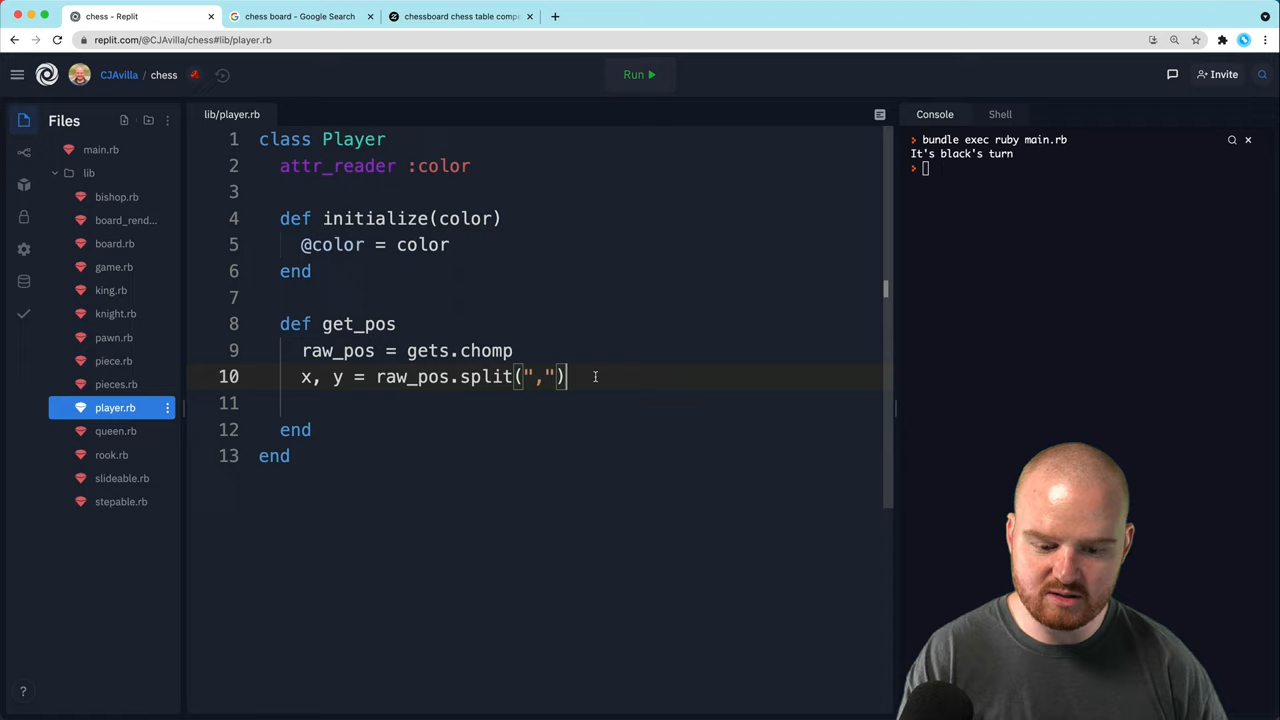 chess - Replit
chess board - Google Search
chessboard chess table comp
replit.com/@CJAvilla/chess#lib/player.rb
CJAvilla / chess
Run
Invite
Files
lib/player.rb
Console
Shell
main.rb
lib
bishop.rb
board_rend...
board.rb
game.rb
king.rb
knight.rb
pawn.rb
piece.rb
pieces.rb
player.rb
queen.rb
rook.rb
slideable.rb
stepable.rb
1 class Player
2 attr_reader :color
3
4 def initialize(color)
5 @color = color
6 end
7
8 def get_pos
9 raw_pos = gets.chomp
10 x, y = raw_pos.split(",")
11
12 end
13 end
bundle exec ruby main.rb
It's black's turn